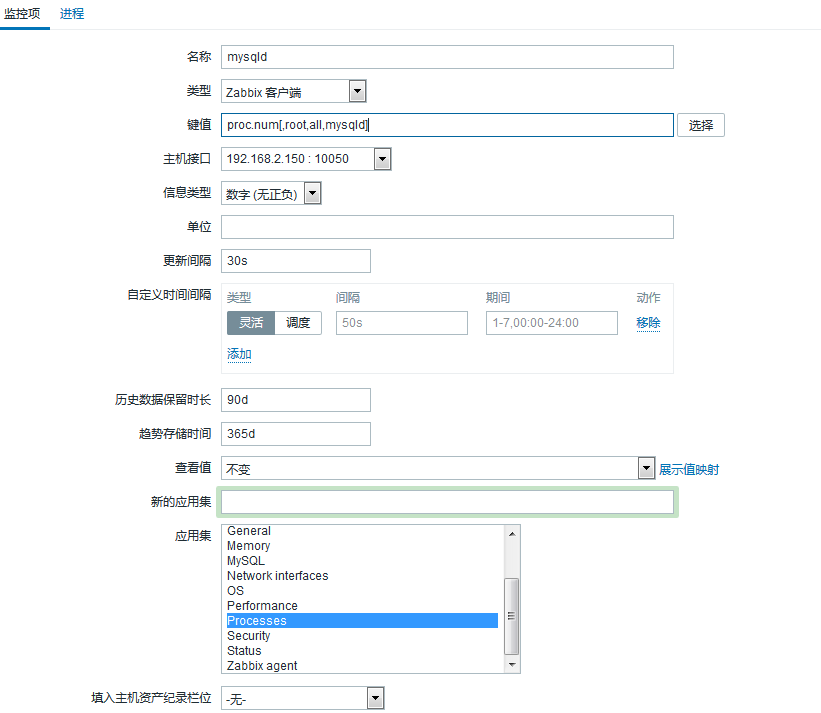 监控项 进程
名称 mysqld
类型 Zabbix 客户端
键值 proc.num[,root,all,mysqld] 选择
主机接口 192.168.2.150 : 10050
信息类型 数字 (无正负)
单位
更新间隔 30s
自定义时间间隔 类型 间隔 期间 动作
灵活 调度 50s 1-7,00:00-24:00 移除
添加
历史数据保留时长 90d
趋势存储时间 365d
查看值 不变 展示值映射
新的应用集
应用集 General
Memory
MySQL
Network interfaces
OS
Performance
Processes
Security
Status
Zabbix agent
填入主机资产纪录栏位 -无-